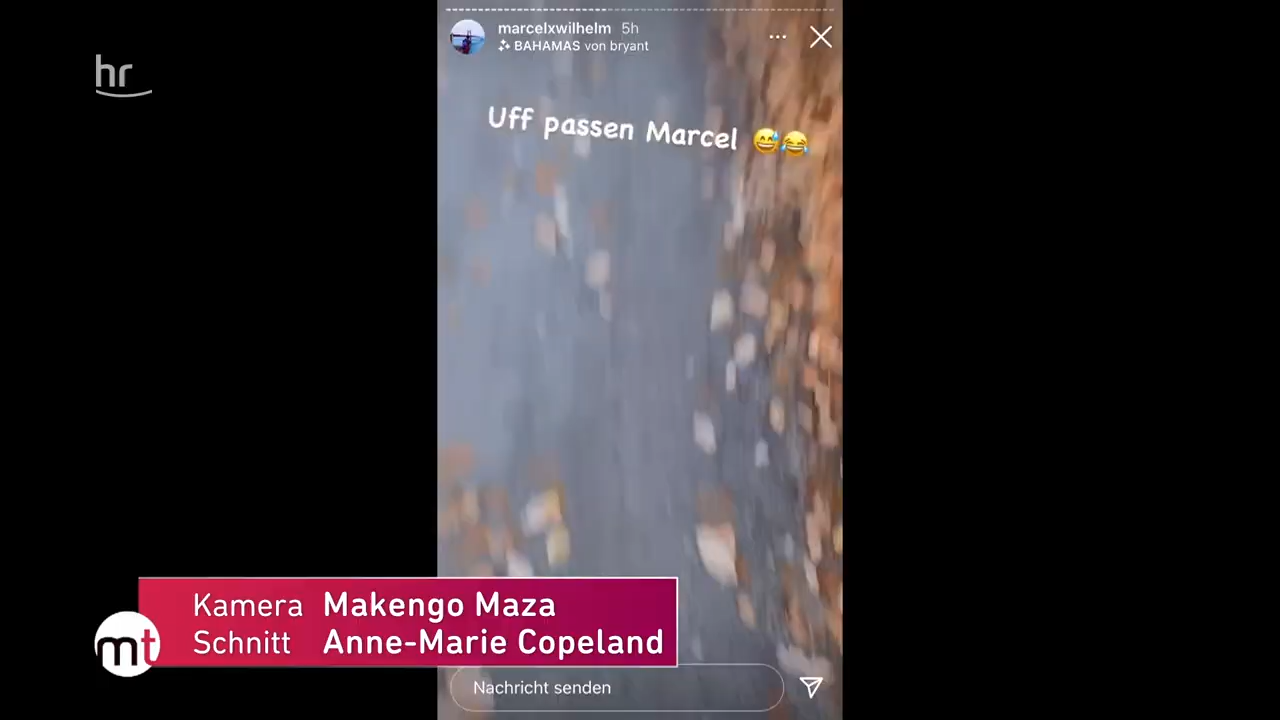 hr
marcelxwilhelm 5h
BAHAMAS von bryant
Uff passen Marcel 😅😂
Kamera Makengo Maza
Schnitt Anne-Marie Copeland
mt
Nachricht senden